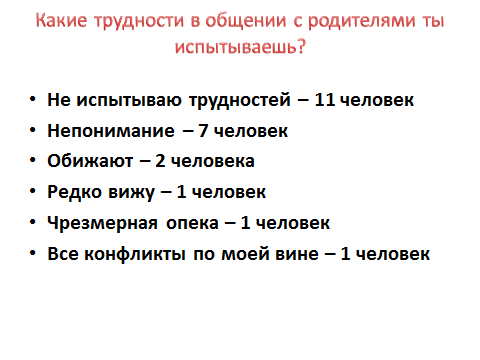 Какие трудности в общении с родителями ты
испытываешь?
• Не испытываю трудностей – 11 человек
• Непонимание – 7 человек
• Обижают – 2 человека
• Редко вижу – 1 человек
• Чрезмерная опека – 1 человек
• Все конфликты по моей вине – 1 человек